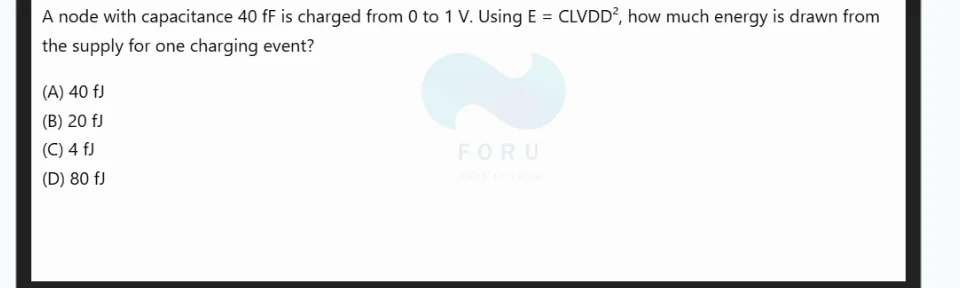 A node with capacitance 40 fF is charged from 0 to 1 V. Using E = CLVDD², how much energy is drawn from
the supply for one charging event?
(A) 40 fJ
(B) 20 fJ
(C) 4 fJ
(D) 80 fJ
FORU